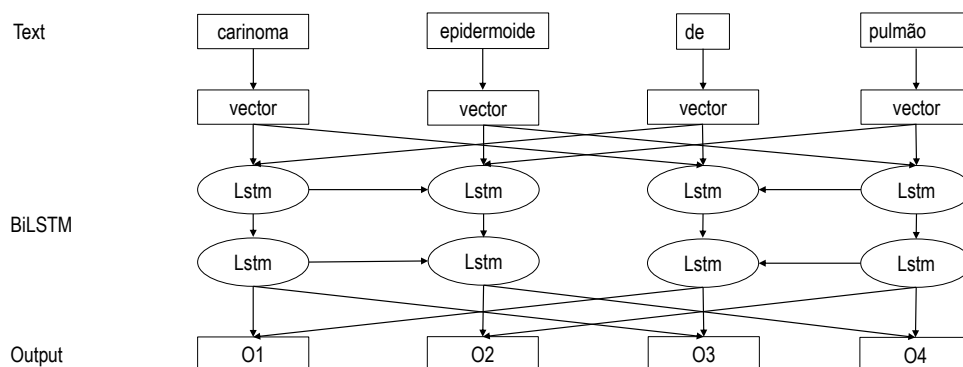 Text carinoma epidermoide de pulmão
vector vector vector vector
Lstm Lstm Lstm Lstm
BiLSTM
Lstm Lstm Lstm Lstm
Output O1 O2 O3 O4